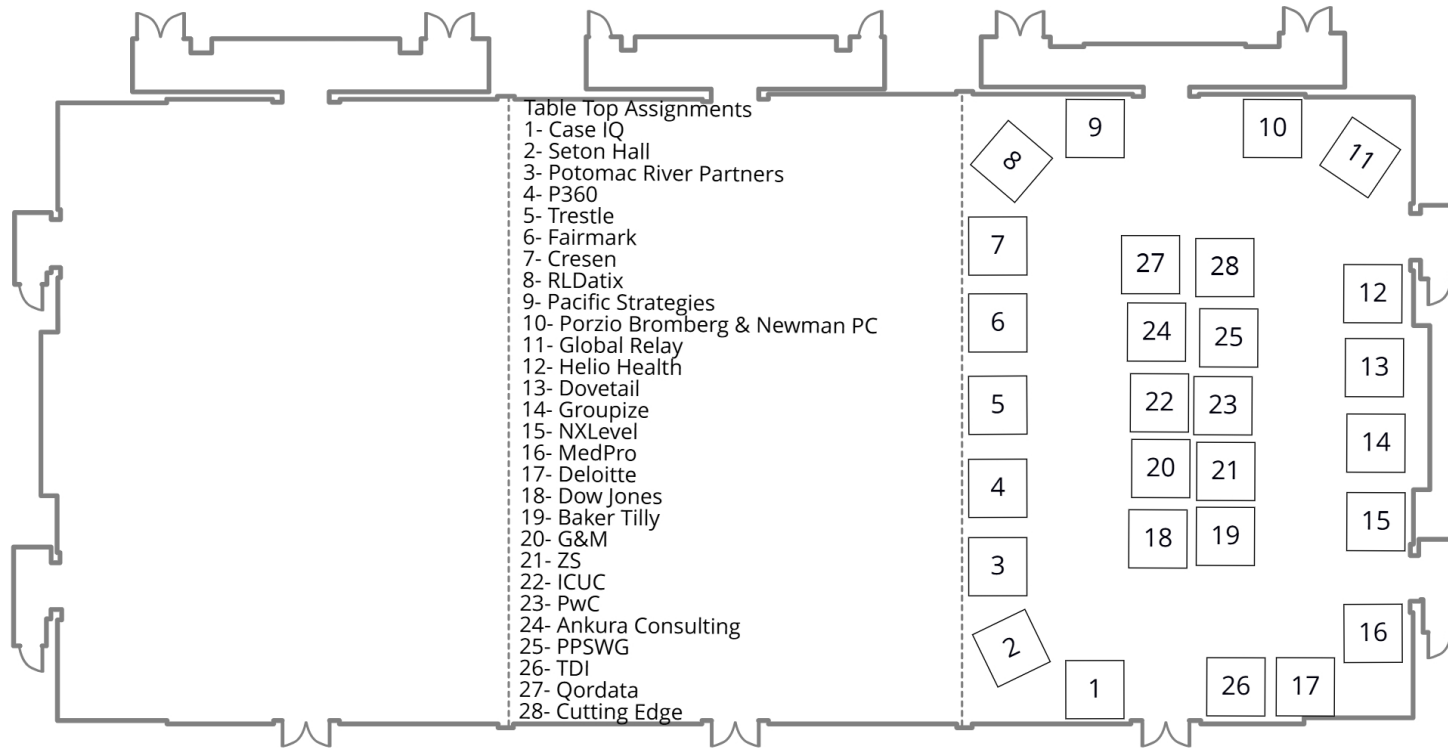 Table Top Assignments
1- Case IQ
2- Seton Hall
3- Potomac River Partners
4- P360
5- Trestle
6- Fairmark
7- Cresen
8- RLDatix
9- Pacific Strategies
10- Porzio Bromberg & Newman PC
11- Global Relay
12- Helio Health
13- Dovetail
14- Groupize
15- NXLevel
16- MedPro
17- Deloitte
18- Dow Jones
19- Baker Tilly
20- G&M
21- ZS
22- ICUC
23- PwC
24- Ankura Consulting
25- PPSWG
26- TDI
27- Qordata
28- Cutting Edge
9
10
8
11
7
27
28
12
6
24
25
13
5
22
23
14
4
20
21
15
3
18
19
2
16
1
26
17